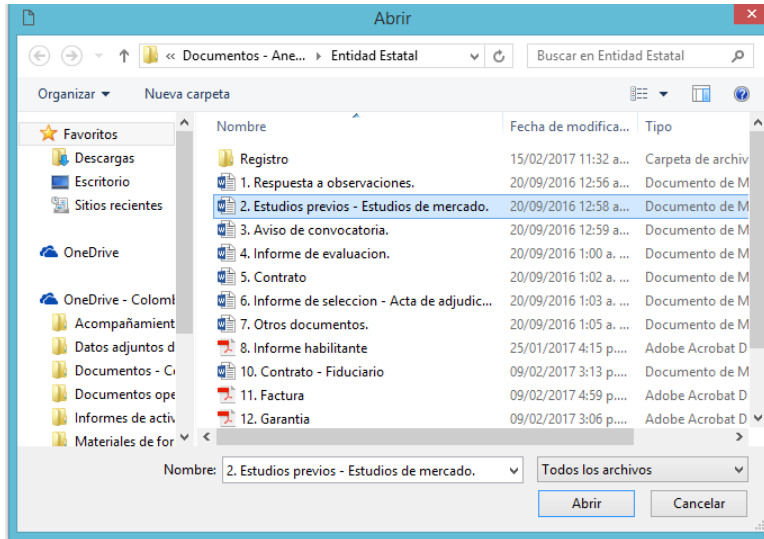 Abrir
« Documentos - Ane... Entidad Estatal
Buscar en Entidad Estatal
Organizar
Nueva carpeta
Favoritos
Descargas
Escritorio
Sitios recientes
OneDrive
OneDrive - Colomb
Acompañamient
Datos adjuntos d
Documentos - Co
Documentos ope
Informes de activ
Materiales de for
Nombre Fecha de modifica... Tipo
Registro 15/02/2017 11:32 a... Carpeta de archiv
1. Respuesta a observaciones. 20/09/2016 12:56 a... Documento de M
2. Estudios previos - Estudios de mercado. 20/09/2016 12:58 a... Documento de M
3. Aviso de convocatoria. 20/09/2016 12:59 a... Documento de M
4. Informe de evaluacion. 20/09/2016 1:00 a. ... Documento de M
5. Contrato 20/09/2016 1:02 a. ... Documento de M
6. Informe de seleccion - Acta de adjudic... 20/09/2016 1:03 a. ... Documento de M
7. Otros documentos. 20/09/2016 1:05 a. ... Documento de M
8. Informe habilitante 25/01/2017 4:15 p.... Adobe Acrobat D
10. Contrato - Fiduciario 09/02/2017 3:13 p.... Documento de M
11. Factura 09/02/2017 4:59 p.... Adobe Acrobat D
12. Garantia 09/02/2017 3:06 p.... Adobe Acrobat D
Nombre: 2. Estudios previos - Estudios de mercado.
Todos los archivos
Abrir
Cancelar